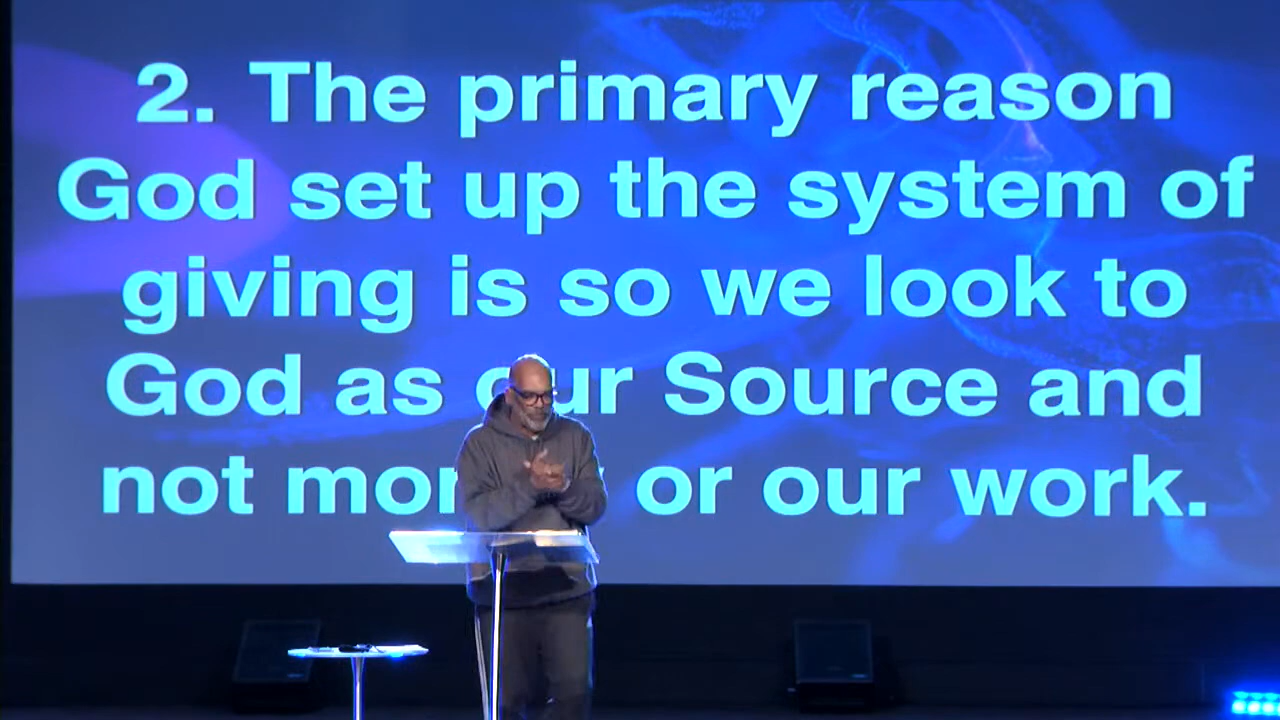 2. The primary reason
God set up the system of
giving is so we look to
God as our Source and
not or our work.